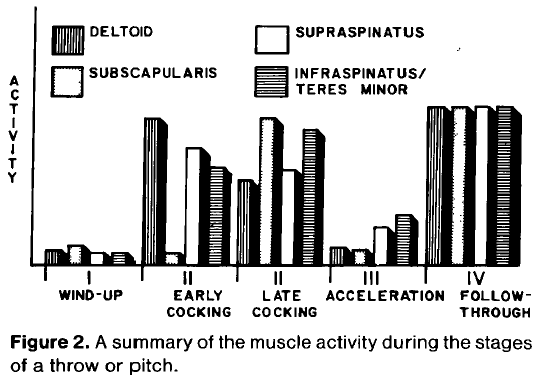 DELTOID
SUBSCAPULARIS
SUPRASPINATUS
INFRASPINATUS/
TERES MINOR
ACTIVITY
I
II
II
III
IV
WIND-UP
EARLY
COCKING
LATE
COCKING
ACCELERATION
FOLLOW-
THROUGH
Figure 2. A summary of the muscle activity during the stages
of a throw or pitch.